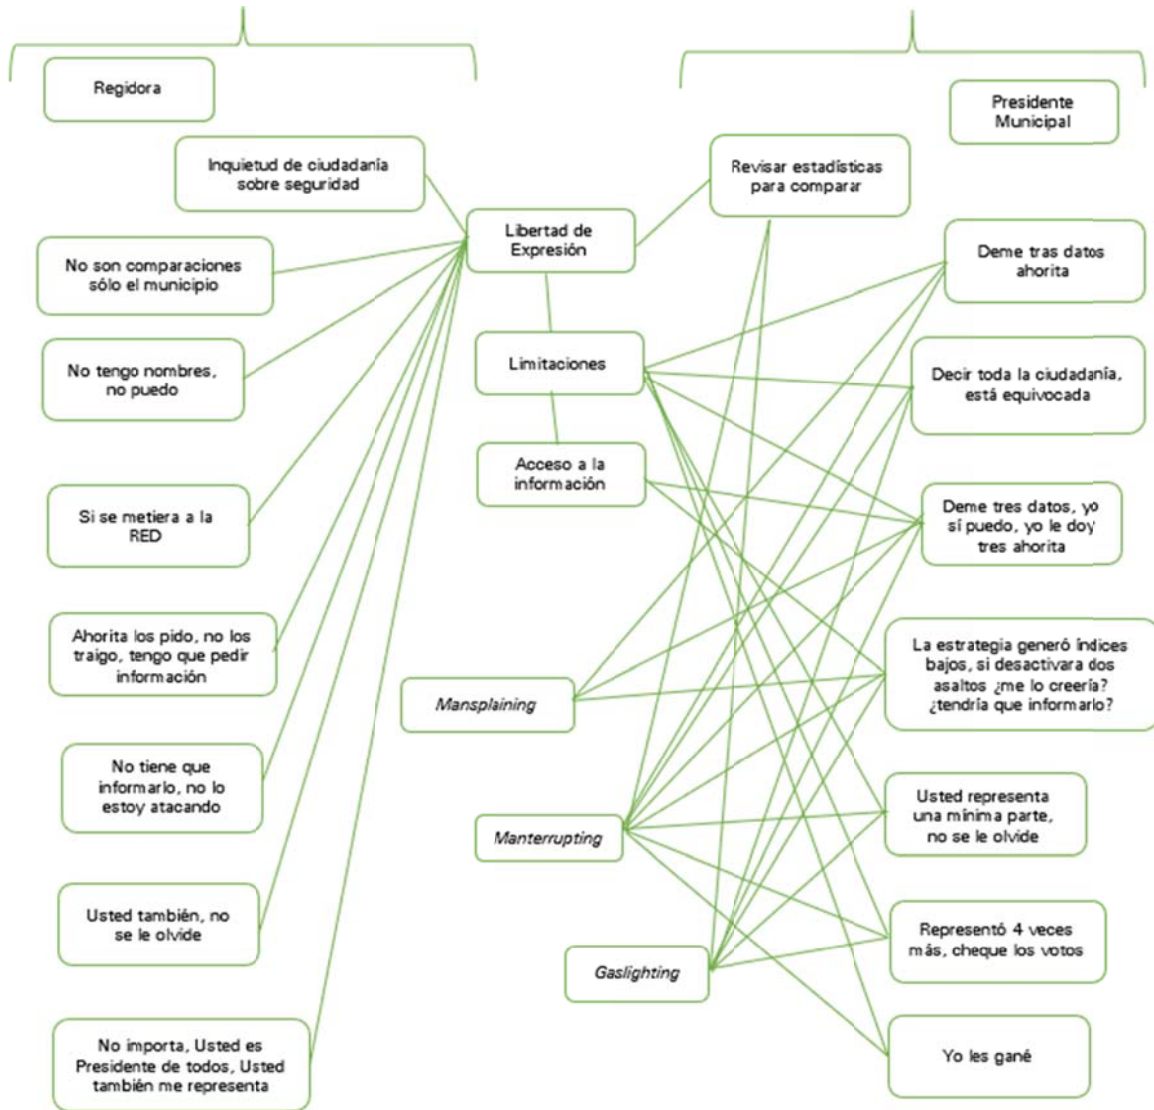 Regidora
Presidente
Municipal
Inquietud de ciudadanía
sobre seguridad
Revisar estadísticas
para comparar
Libertad de
Expresión
No son comparaciones
sólo el municipio
Deme tras datos
ahorita
No tengo nombres,
no puedo
Limitaciones
Decir toda la ciudadanía,
está equivocada
Acceso a la
información
Si se metiera a la
RED
Deme tres datos, yo
sí puedo, yo le doy
tres ahorita
Ahorita los pido, no los
traigo, tengo que pedir
información
La estrategia generó índices
bajos, si desactivara dos
asaltos ¿me lo creería?
¿tendría que informarlo?
Mansplaining
No tiene que
informarlo, no lo
estoy atacando
Usted representa
una mínima parte,
no se le olvide
Manterrupting
Usted también, no
se le olvide
Representó 4 veces
más, cheque los votos
Gaslighting
No importa, Usted es
Presidente de todos, Usted
también me representa
Yo les gané